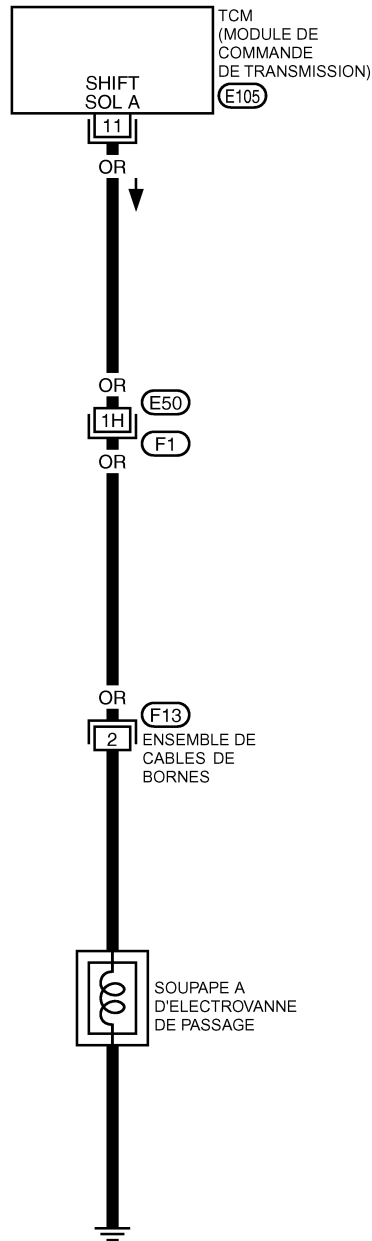 TCM
(MODULE DE
COMMANDE
DE TRANSMISSION)
E105
SHIFT
SOL A
11
OR
OR
E50
1H
F1
OR
OR
F13
2
ENSEMBLE DE
CABLES DE
BORNES
SOUPAPE A
D'ELECTROVANNE
DE PASSAGE